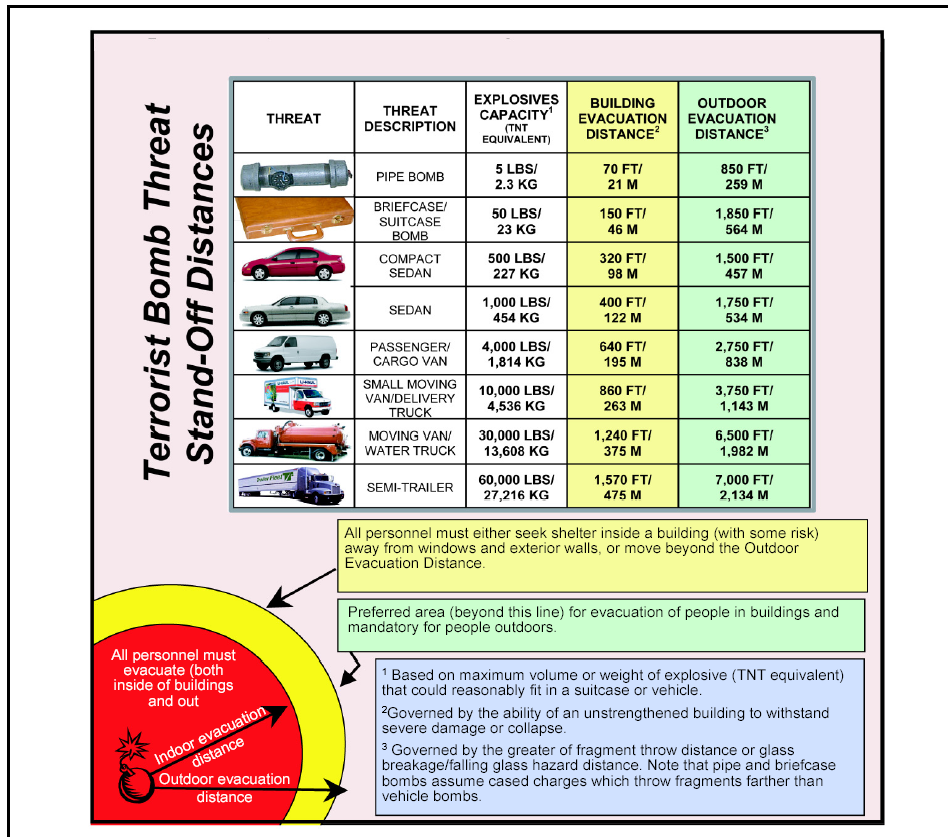 Terrorist Bomb Threat
Stand-Off Distances
THREAT
THREAT
DESCRIPTION
EXPLOSIVES
CAPACITY1
(TNT
EQUIVALENT)
BUILDING
EVACUATION
DISTANCE2
OUTDOOR
EVACUATION
DISTANCE3
PIPE BOMB
5 LBS/
2.3 KG
70 FT/
21 M
850 FT/
259 M
BRIEFCASE/
SUITCASE
BOMB
50 LBS/
23 KG
150 FT/
46 M
1,850 FT/
564 M
COMPACT
SEDAN
500 LBS/
227 KG
320 FT/
98 M
1,500 FT/
457 M
SEDAN
1,000 LBS/
454 KG
400 FT/
122 M
1,750 FT/
534 M
PASSENGER/
CARGO VAN
4,000 LBS/
1,814 KG
640 FT/
195 M
2,750 FT/
838 M
U-HAUL
SMALL MOVING
VAN/DELIVERY
TRUCK
10,000 LBS/
4,536 KG
860 FT/
263 M
3,750 FT/
1,143 M
MOVING VAN/
WATER TRUCK
30,000 LBS/
13,608 KG
1,240 FT/
375 M
6,500 FT/
1,982 M
SEMI-TRAILER
60,000 LBS/
27,216 KG
1,570 FT/
475 M
7,000 FT/
2,134 M
All personnel must either seek shelter inside a building (with some risk)
away from windows and exterior walls, or move beyond the Outdoor
Evacuation Distance.
Preferred area (beyond this line) for evacuation of people in buildings and
mandatory for people outdoors.
All personnel must
evacuate (both
inside of buildings
and out
Indoor evacuation
distance
Outdoor evacuation
distance
1 Based on maximum volume or weight of explosive (TNT equivalent)
that could reasonably fit in a suitcase or vehicle.
2Governed by the ability of an unstrengthened building to withstand
severe damage or collapse.
3 Governed by the greater of fragment throw distance or glass
breakage/falling glass hazard distance. Note that pipe and briefcase
bombs assume cased charges which throw fragments farther than
vehicle bombs.